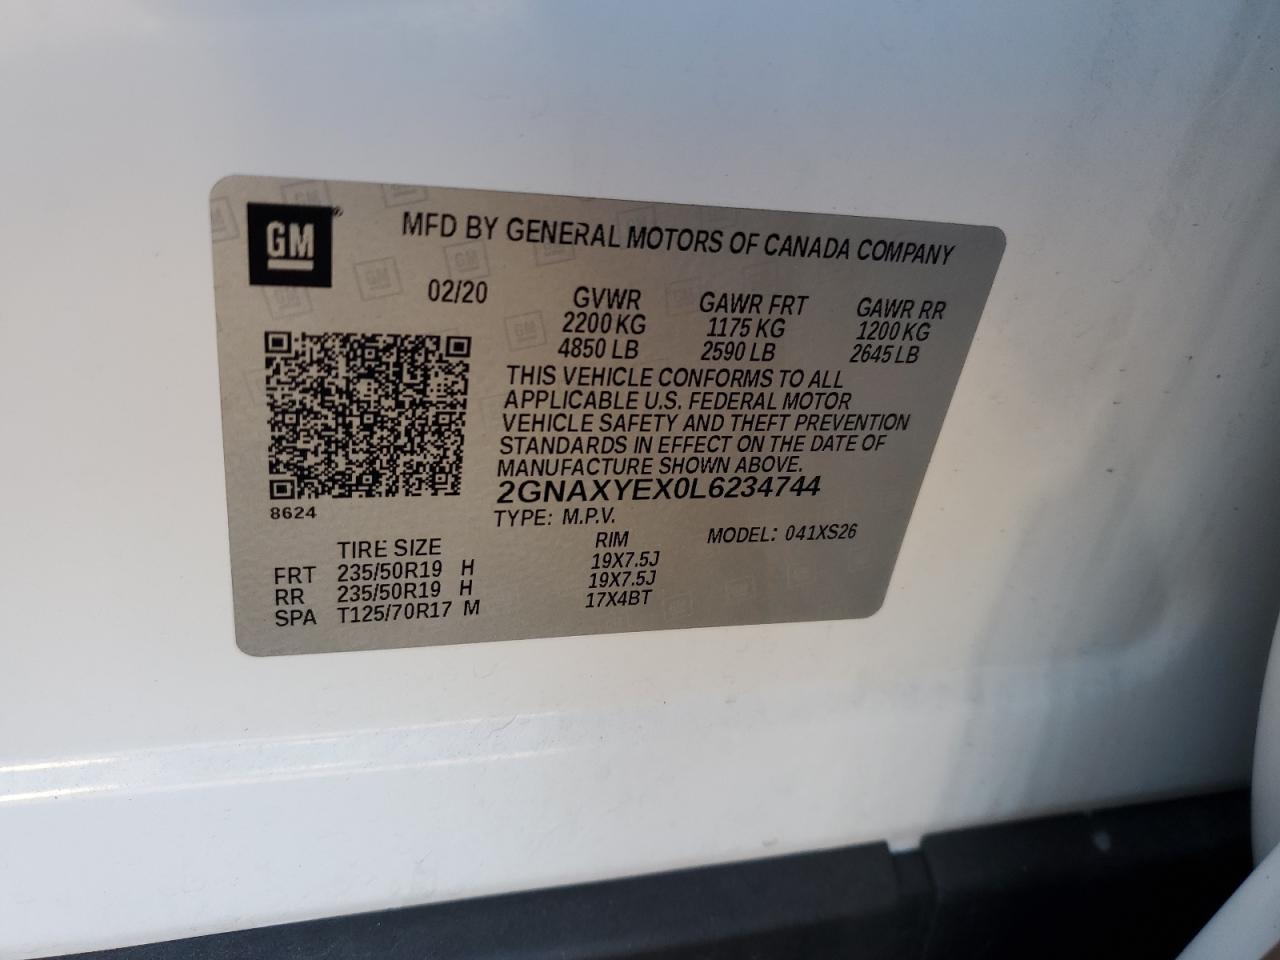 GM
MFD BY GENERAL MOTORS OF CANADA COMPANY
02/20
GVWR GAWR FRT GAWR RR
2200 KG 1175 KG 1200 KG
4850 LB 2590 LB 2645 LB
THIS VEHICLE CONFORMS TO ALL
APPLICABLE U.S. FEDERAL MOTOR
VEHICLE SAFETY AND THEFT PREVENTION
STANDARDS IN EFFECT ON THE DATE OF
MANUFACTURE SHOWN ABOVE.
2GNAXYEX0L6234744
8624
TYPE: M.P.V. MODEL: 041XS26
TIRE SIZE RIM
FRT 235/50R19 H 19X7.5J
RR 235/50R19 H 19X7.5J
SPA T125/70R17 M 17X4BT